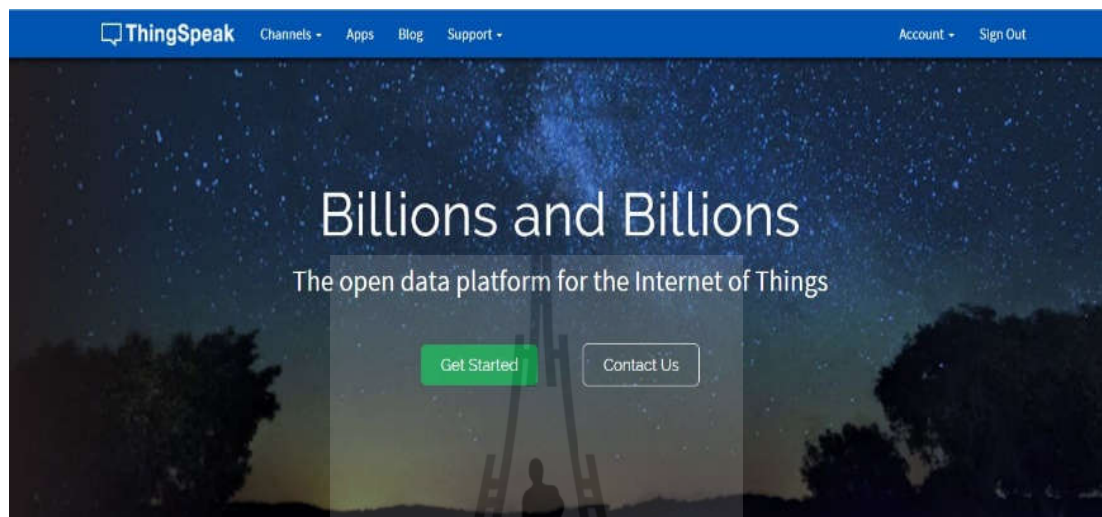 ThingSpeak Channels Apps Blog Support Account Sign Out
Billions and Billions
The open data platform for the Internet of Things
Get Started Contact Us